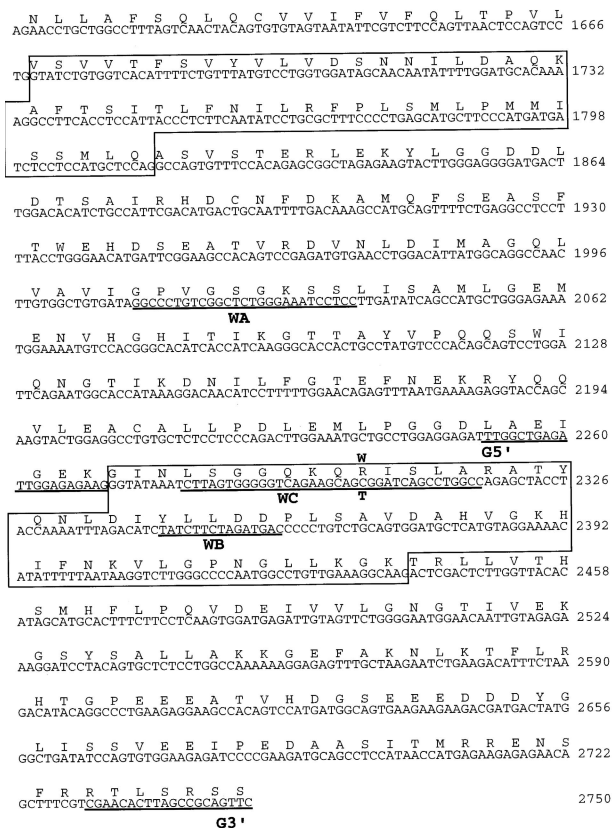 N L L A F S Q L Q C V V I F V F Q L T P V L
AGAACCTGCTGGCCTTTAGTCAACTACAGTGTGTAGTAATATTCGTCTTCCAGTTAACTCCAGTCC 1666
V S V V T F S V Y V L V D S N N I L D A Q K
TGGTATCTGTGGTCACATTTTCTGTTTATGTCCTGGTGGATAGCAACAATATTTTGGATGCACAAA 1732
A F T S I T L F N I L R F P L S M L P M M I
AGGCCTTCACCTCCATTACCCTCTTCAATATCCTGCGCTTTCCCCTGAGCATGCTTCCCATGATGA 1798
S S M L Q A S V S T E R L E K Y L G G D D L
TCTCCTCCATGCTCCAGGCCAGTGTTTCCACAGAGCGGCTAGAGAAGTACTTGGGAGGGGATGACT 1864
D T S A I R H D C N F D K A M Q F S E A S F
TGGACACATCTGCCATTCGACATGACTGCAATTTTGACAAAGCCATGCAGTTTTCTGAGGCCTCCT 1930
T W E H D S E A T V R D V N L D I M A G Q L
TTACCTGGGAACATGATTCGGAAGCCACAGTCCGAGATGTGAACCTGGACATTATGGCAGGCCAAC 1996
V A V I G P V G S G K S S L I S A M L G E M
TTGTGGCTGTGATAGGCCCTGTCGGCTCTGGGAAATCCTCCTTGATATCAGCCATGCTGGGAGAAA 2062
WA
E N V H G H I T I K G T T A Y V P Q Q S W I
TGGAAAATGTCCACGGGCACATCACCATCAAGGGCACCACTGCCTATGTCCCACAGCAGTCCTGGA 2128
Q N G T I K D N I L F G T E F N E K R Y Q Q
TTCAGAATGGCACCATAAAGGACAACATCCTTTTTGGAACAGAGTTTAATGAAAAGAGGTACCAGC 2194
V L E A C A L L P D L E M L P G G D L A E I
AAGTACTGGAGGCCTGTGCTCTCCTCCCAGACTTGGAAATGCTGCCTGGAGGAGATTTGGCTGAGA 2260
W G5'
G E K G I N L S G G Q K Q R I S L A R A T Y
TTGGAGAGAAGGGTATAAATCTTAGTGGGGGTCAGAAGCAGCGGATCAGCCTGGCCAGAGCTACCT 2326
WC T
Q N L D I Y L L D D P L S A V D A H V G K H
ACCAAAATTTAGACATCTATCTTCTAGATGACCCCCTGTCTGCAGTGGATGCTCATGTAGGAAAAC 2392
WB
I F N K V L G P N G L L K G K T R L L V T H
ATATTTTTAATAAGGTCTTGGGCCCCAATGGCCTGTTGAAAGGCAAGACTCGACTCTTGGTTACAC 2458
S M H F L P Q V D E I V V L G N G T I V E K
ATAGCATGCACTTTCTTCCTCAAGTGGATGAGATTGTAGTTCTGGGGAATGGAACAATTGTAGAGA 2524
G S Y S A L L A K K G E F A K N L K T F L R
AAGGATCCTACAGTGCTCTCCTGGCCAAAAAAGGAGAGTTTGCTAAGAATCTGAAGACATTTCTAA 2590
H T G P E E E A T V H D G S E E E D D D Y G
GACATACAGGCCCTGAAGAGGAAGCCACAGTCCATGATGGCAGTGAAGAAGAAGACGATGACTATG 2656
L I S S V E E I P E D A A S I T M R R E N S
GGCTGATATCCAGTGTGGAAGAGATCCCCGAAGATGCAGCCTCCATAACCATGAGAAGAGAGAACA 2722
F R R T L S R S S
GCTTTCGTCGAACACTTAGCCGCAGTTC 2750
G3'